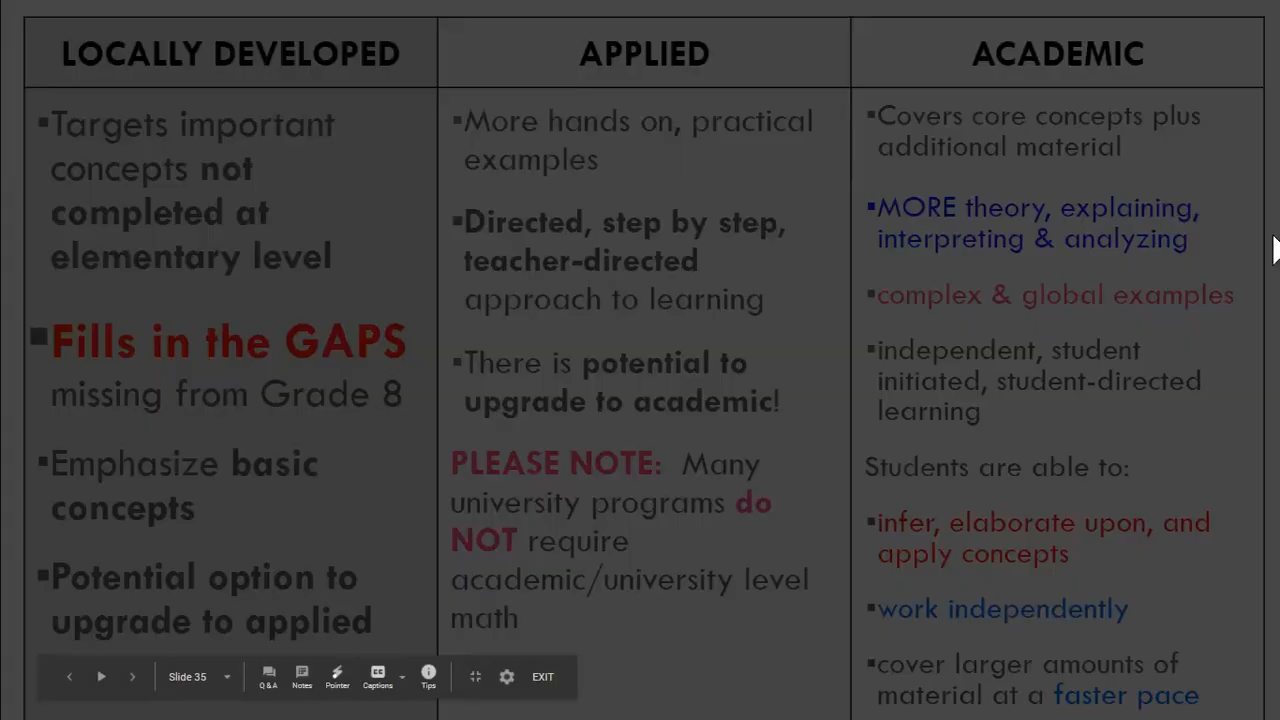 LOCALLY DEVELOPED
▪Targets important
concepts not
completed at
elementary level
▪Fills in the GAPS
missing from Grade 8
▪Emphasize basic
concepts
▪Potential option to
upgrade to applied
APPLIED
▪More hands on, practical
examples
▪Directed, step by step,
teacher-directed
approach to learning
▪There is potential to
upgrade to academic!
PLEASE NOTE: Many
university programs do
NOT require
academic/university level
math
ACADEMIC
▪Covers core concepts plus
additional material
▪MORE theory, explaining,
interpreting & analyzing
▪complex & global examples
▪independent, student
initiated, student-directed
learning
Students are able to:
▪infer, elaborate upon, and
apply concepts
▪work independently
▪cover larger amounts of
material at a faster pace
Slide 35
Q & A
Notes
Pointer
CC
Captions
Tips
EXIT